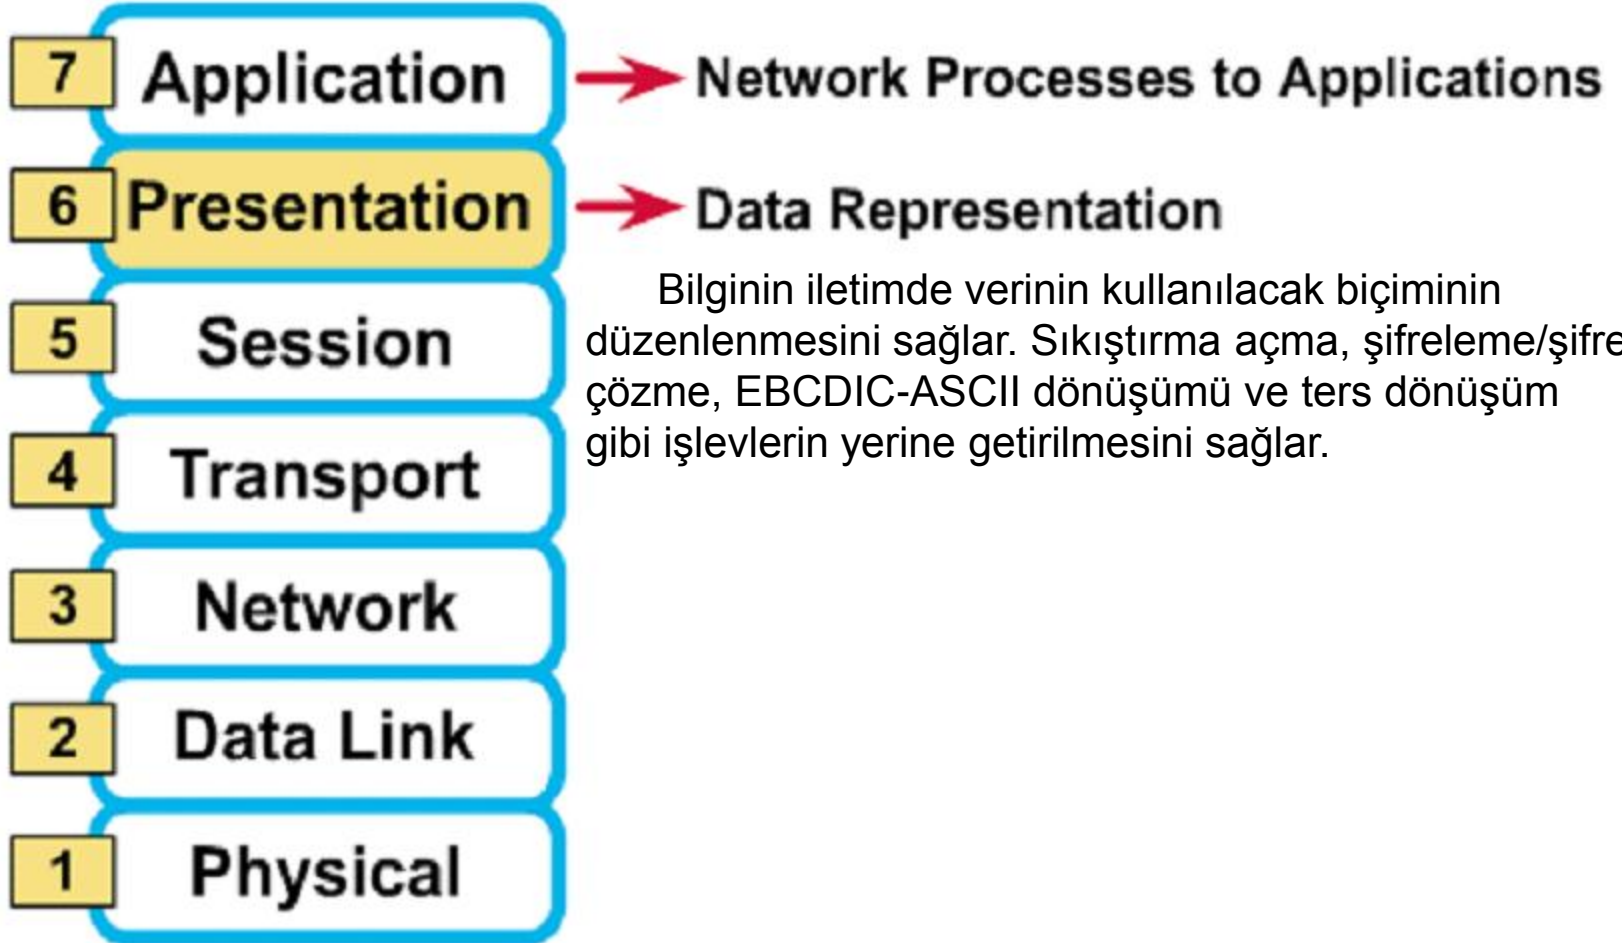 7 Application → Network Processes to Applications
6 Presentation → Data Representation
Bilginin iletimde verinin kullanılacak biçiminin
düzenlenmesini sağlar. Sıkıştırma açma, şifreleme/şifre
çözme, EBCDIC-ASCII dönüşümü ve ters dönüşüm
gibi işlevlerin yerine getirilmesini sağlar.
5 Session
4 Transport
3 Network
2 Data Link
1 Physical